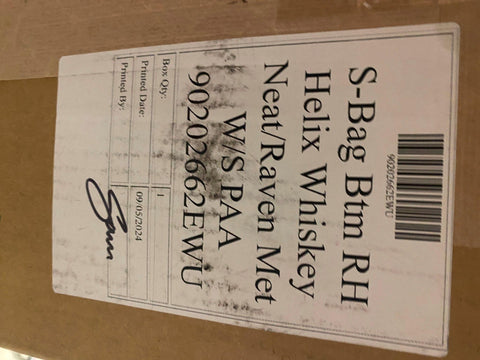 90202662EWU
S-Bag Btm RH
Helix Whiskey
Neat/Raven Met
W/S PAA
90202662EWU
Box Qty: 1
Printed Date: 09/05/2024
Printed By: Sam